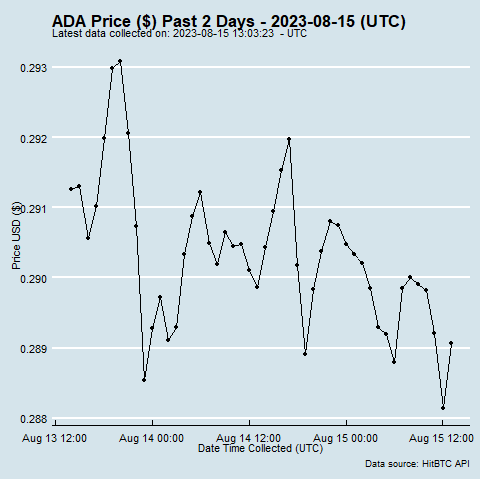 ADA Price ($) Past 2 Days - 2023-08-15 (UTC)
Latest data collected on: 2023-08-15 13:03:23 - UTC
0.293
0.292
0.291
0.290
0.289
0.288
Price USD ($)
Aug 13 12:00 Aug 14 00:00 Aug 14 12:00 Aug 15 00:00 Aug 15 12:00
Date Time Collected (UTC)
Data source: HitBTC API